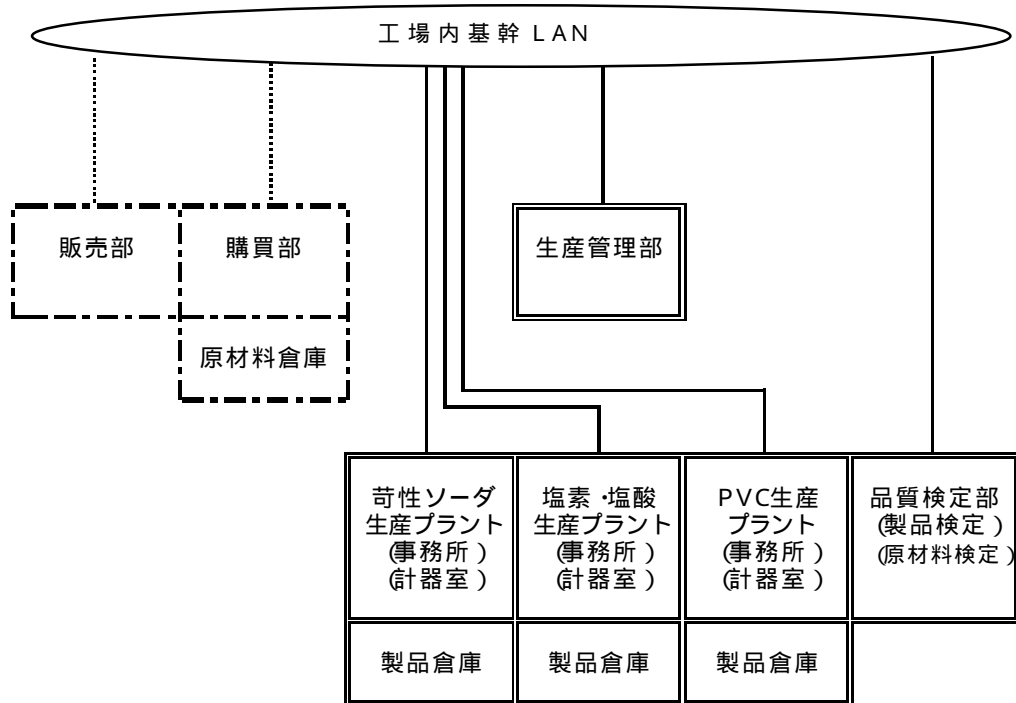 工場内基幹 LAN
販売部
購買部
生産管理部
原材料倉庫
苛性ソーダ
生産プラント
(事務所)
(計器室)
塩素・塩酸
生産プラント
(事務所)
(計器室)
PVC生産
プラント
(事務所)
(計器室)
品質検定部
(製品検定)
(原材料検定)
製品倉庫
製品倉庫
製品倉庫